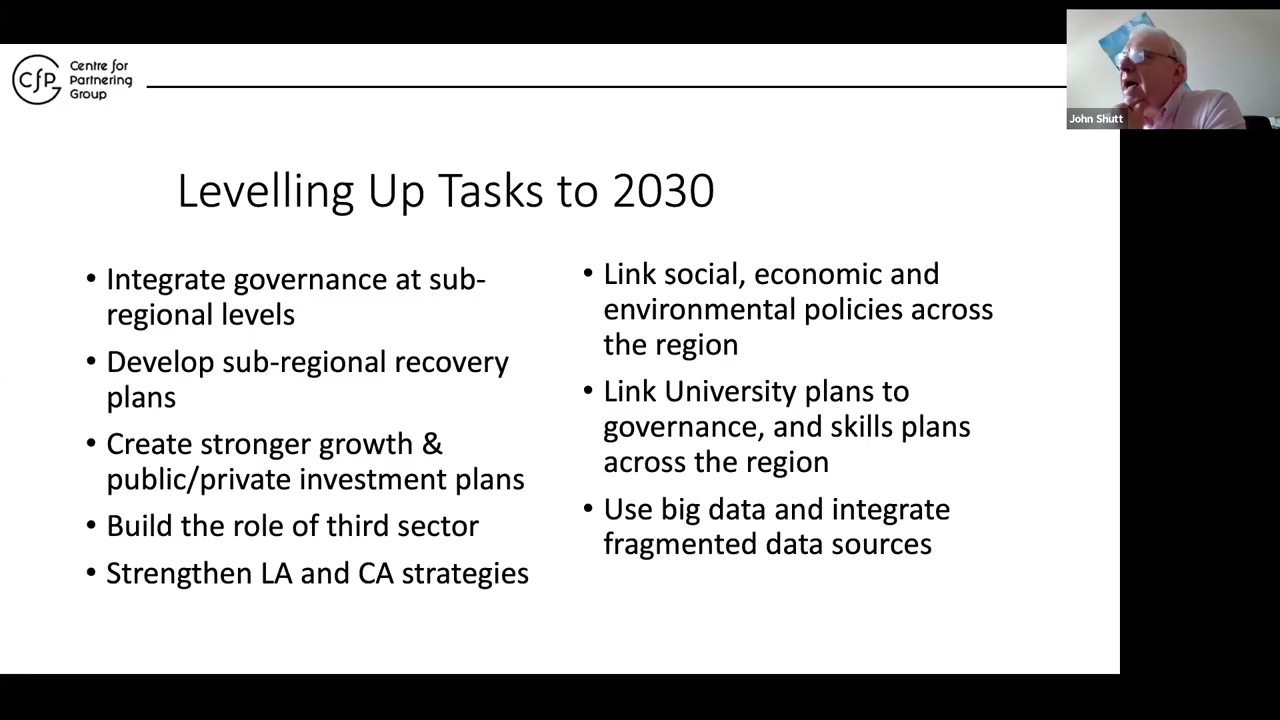 CfP
Centre for
Partnering
Group
John Shutt
Levelling Up Tasks to 2030
• Integrate governance at sub-
regional levels
• Develop sub-regional recovery
plans
• Create stronger growth &
public/private investment plans
• Build the role of third sector
• Strengthen LA and CA strategies
• Link social, economic and
environmental policies across
the region
• Link University plans to
governance, and skills plans
across the region
• Use big data and integrate
fragmented data sources